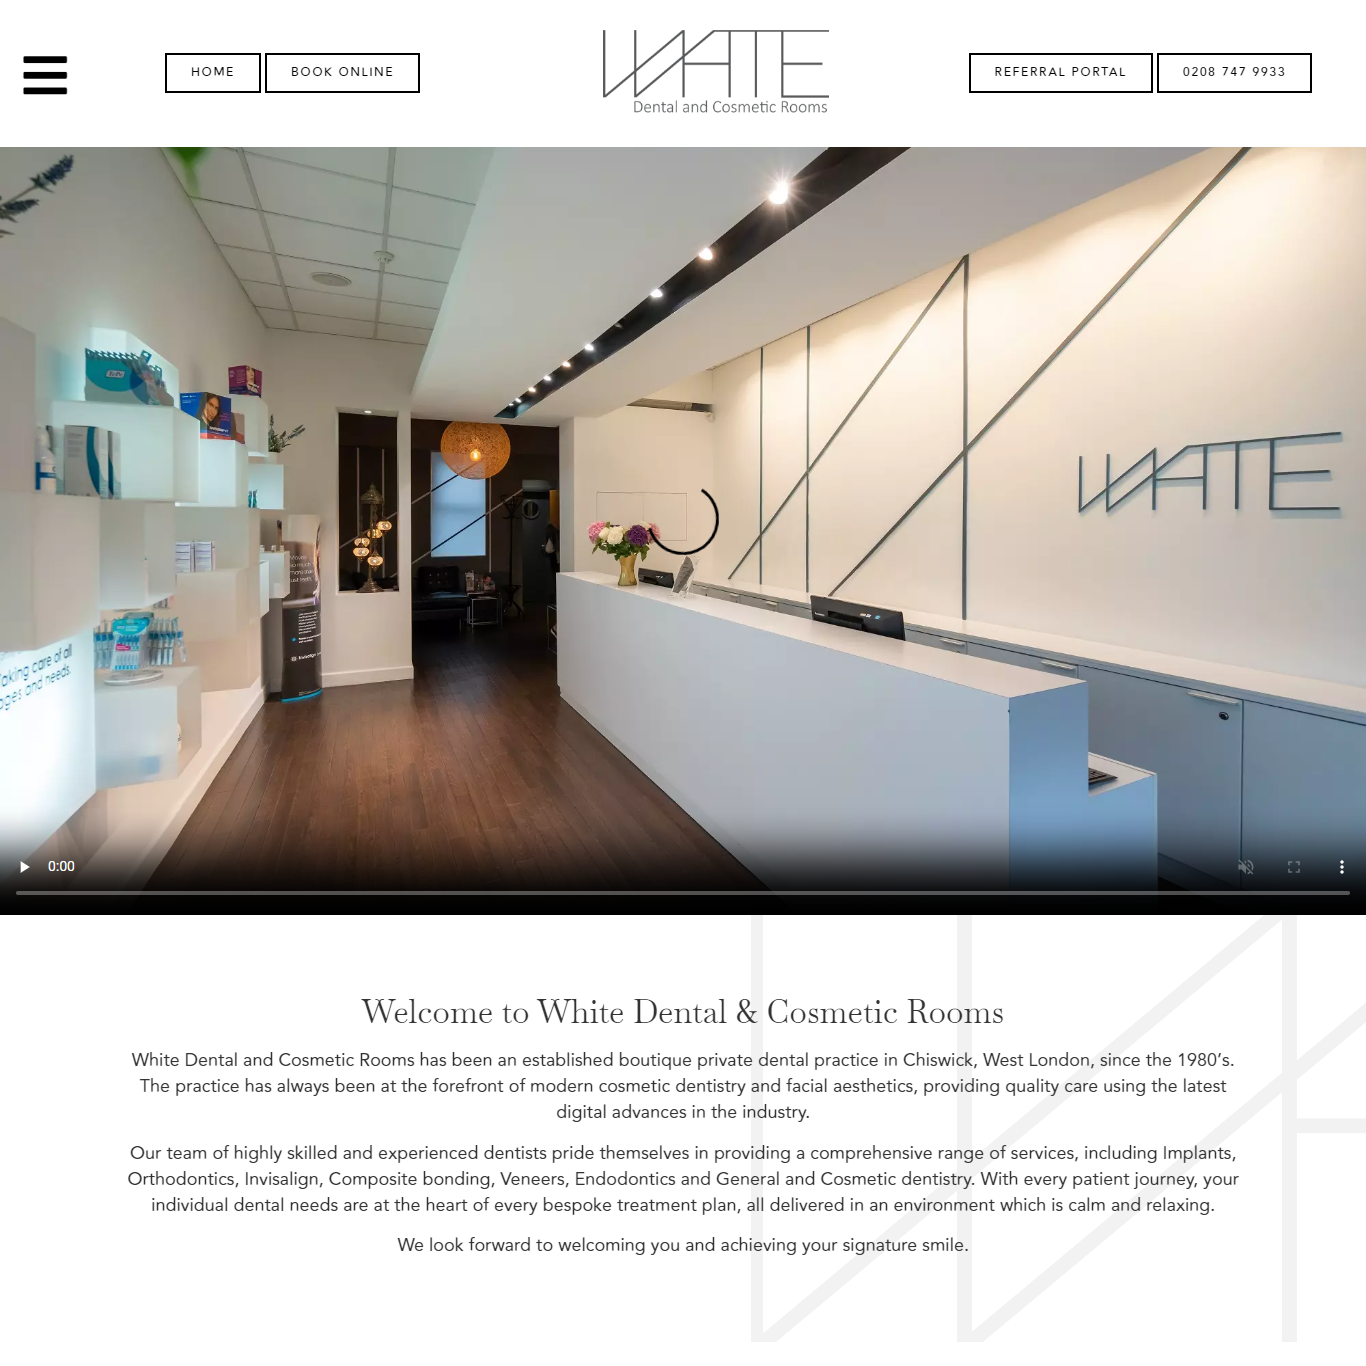 HOME
BOOK ONLINE
WHITE
Dental and Cosmetic Rooms
REFERRAL PORTAL
0208 747 9933
WHITE
Taking care of all
ages and needs.
0:00
Welcome to White Dental & Cosmetic Rooms
White Dental and Cosmetic Rooms has been an established boutique private dental practice in Chiswick, West London, since the 1980’s.
The practice has always been at the forefront of modern cosmetic dentistry and facial aesthetics, providing quality care using the latest
digital advances in the industry.
Our team of highly skilled and experienced dentists pride themselves in providing a comprehensive range of services, including Implants,
Orthodontics, Invisalign, Composite bonding, Veneers, Endodontics and General and Cosmetic dentistry. With every patient journey, your
individual dental needs are at the heart of every bespoke treatment plan, all delivered in an environment which is calm and relaxing.
We look forward to welcoming you and achieving your signature smile.